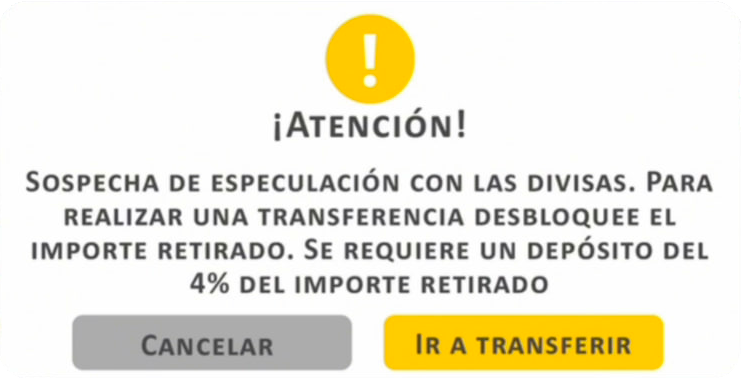 !
¡ATENCIÓN!
SOSPECHA DE ESPECULACIÓN CON LAS DIVISAS. PARA
REALIZAR UNA TRANSFERENCIA DESBLOQUEE EL
IMPORTE RETIRADO. SE REQUIERE UN DEPÓSITO DEL
4% DEL IMPORTE RETIRADO
CANCELAR
IR A TRANSFERIR